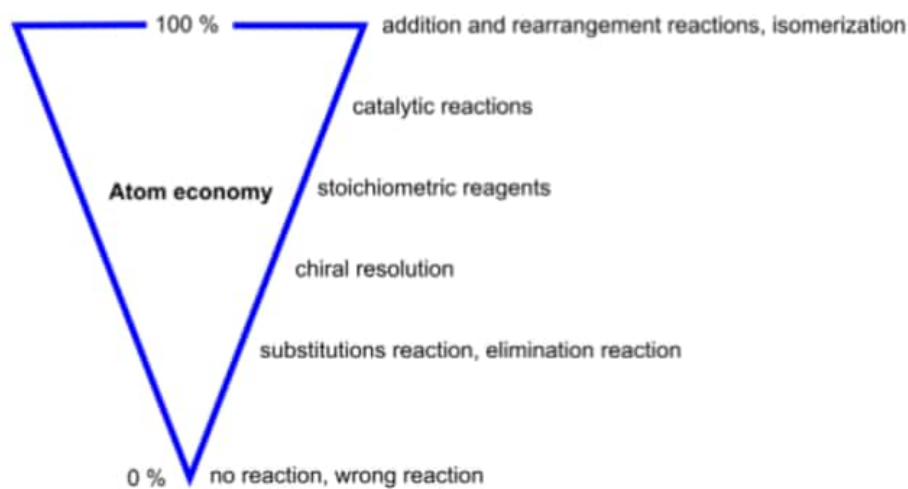 100 % addition and rearrangement reactions, isomerization
catalytic reactions
Atom economy stoichiometric reagents
chiral resolution
substitutions reaction, elimination reaction
0 % no reaction, wrong reaction